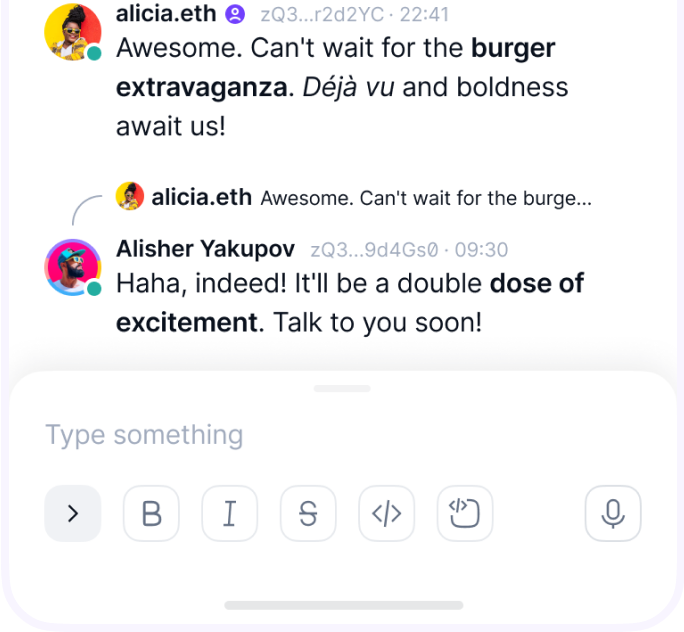 alicia.eth zQ3...r2d2YC · 22:41
Awesome. Can't wait for the burger
extravaganza. Déjà vu and boldness
await us!
alicia.eth Awesome. Can't wait for the burge...
Alisher Yakupov zQ3...9d4Gs0 · 09:30
Haha, indeed! It'll be a double dose of
excitement. Talk to you soon!
Type something
> B I S </> </>